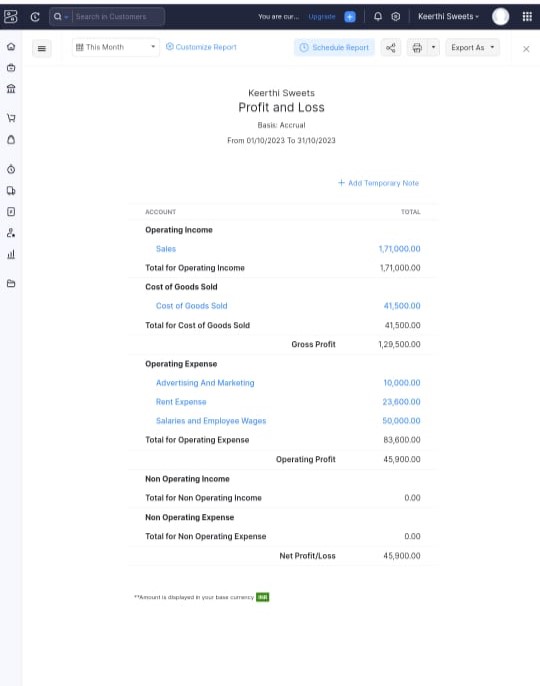 Search in Customers
You are cur... Upgrade
Keerthi Sweets
This Month
Customize Report
Schedule Report
Export As
Keerthi Sweets
Profit and Loss
Basis: Accrual
From 01/10/2023 To 31/10/2023
+ Add Temporary Note
ACCOUNT TOTAL
Operating Income
Sales 1,71,000.00
Total for Operating Income 1,71,000.00
Cost of Goods Sold
Cost of Goods Sold 41,500.00
Total for Cost of Goods Sold 41,500.00
Gross Profit 1,29,500.00
Operating Expense
Advertising And Marketing 10,000.00
Rent Expense 23,600.00
Salaries and Employee Wages 50,000.00
Total for Operating Expense 83,600.00
Operating Profit 45,900.00
Non Operating Income
Total for Non Operating Income 0.00
Non Operating Expense
Total for Non Operating Expense 0.00
Net Profit/Loss 45,900.00
**Amount is displayed in your base currency INR